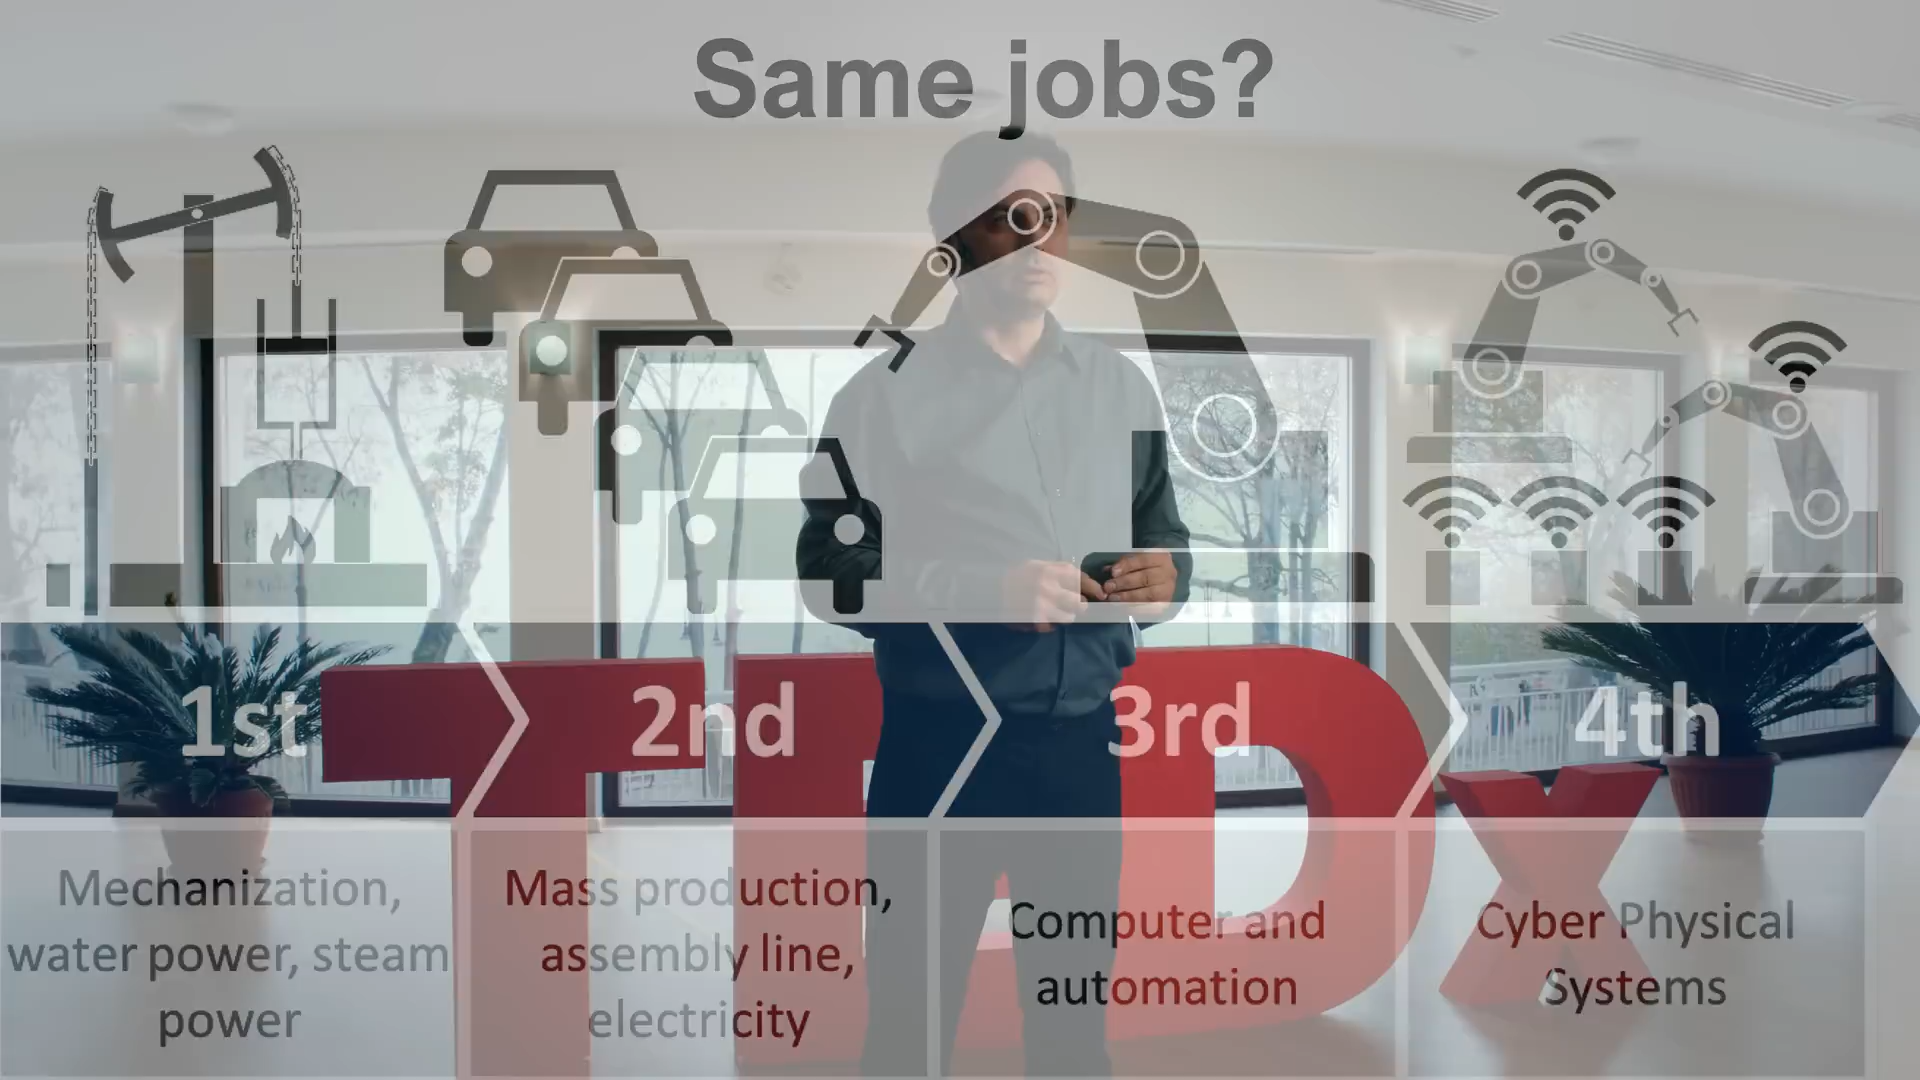 Same jobs?
1st
2nd
3rd
4th
Mechanization,
water power, steam
power
Mass production,
assembly line,
electricity
Computer and
automation
Cyber Physical
Systems
TEDx